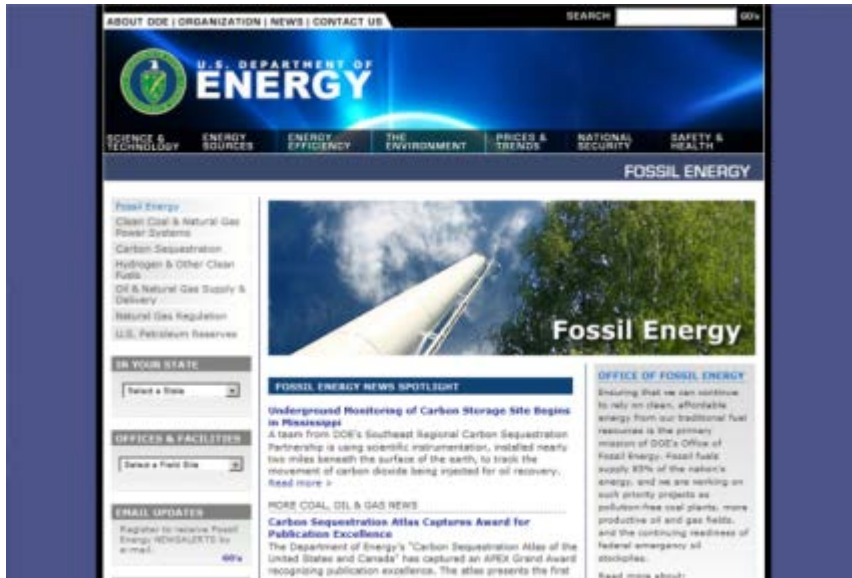 ABOUT DOE | ORGANIZATION | NEWS | CONTACT US
SEARCH
GO
U.S. DEPARTMENT OF
ENERGY
SCIENCE & TECHNOLOGY
ENERGY SOURCES
ENERGY EFFICIENCY
THE ENVIRONMENT
PRICES & TRENDS
NATIONAL SECURITY
SAFETY & HEALTH
FOSSIL ENERGY
Fossil Energy
Clean Coal & Natural Gas
Power Systems
Carbon Sequestration
Hydrogen & Other Clean
Fuels
Oil & Natural Gas Supply &
Delivery
Natural Gas Regulation
U.S. Petroleum Reserves
IN YOUR STATE
Select a State
OFFICES & FACILITIES
Select a Field Site
EMAIL UPDATES
Register to receive Fossil
Energy NEWSALERTS by
e-mail.
GO
Fossil Energy
FOSSIL ENERGY NEWS SPOTLIGHT
Underground Monitoring of Carbon Storage Site Begins
in Mississippi
A team from DOE's Southeast Regional Carbon Sequestration
Partnership is using scientific instrumentation, installed nearly
two miles beneath the surface of the earth, to track the
movement of carbon dioxide being injected for oil recovery.
Read more >
MORE COAL, OIL & GAS NEWS
Carbon Sequestration Atlas Captures Award for
Publication Excellence
The Department of Energy's "Carbon Sequestration Atlas of the
United States and Canada" has captured an APEX Grand Award
recognizing publication excellence. The atlas presents the first
OFFICE OF FOSSIL ENERGY
Ensuring that we can continue
to rely on clean, affordable
energy from our traditional fuel
resources is the primary
mission of DOE's Office of
Fossil Energy. Fossil fuels
supply 85% of the nation's
energy, and we are working on
such priority projects as
pollution-free coal plants, more
productive oil and gas fields,
and the continuing readiness of
federal emergency oil
stockpiles.
Read more about: